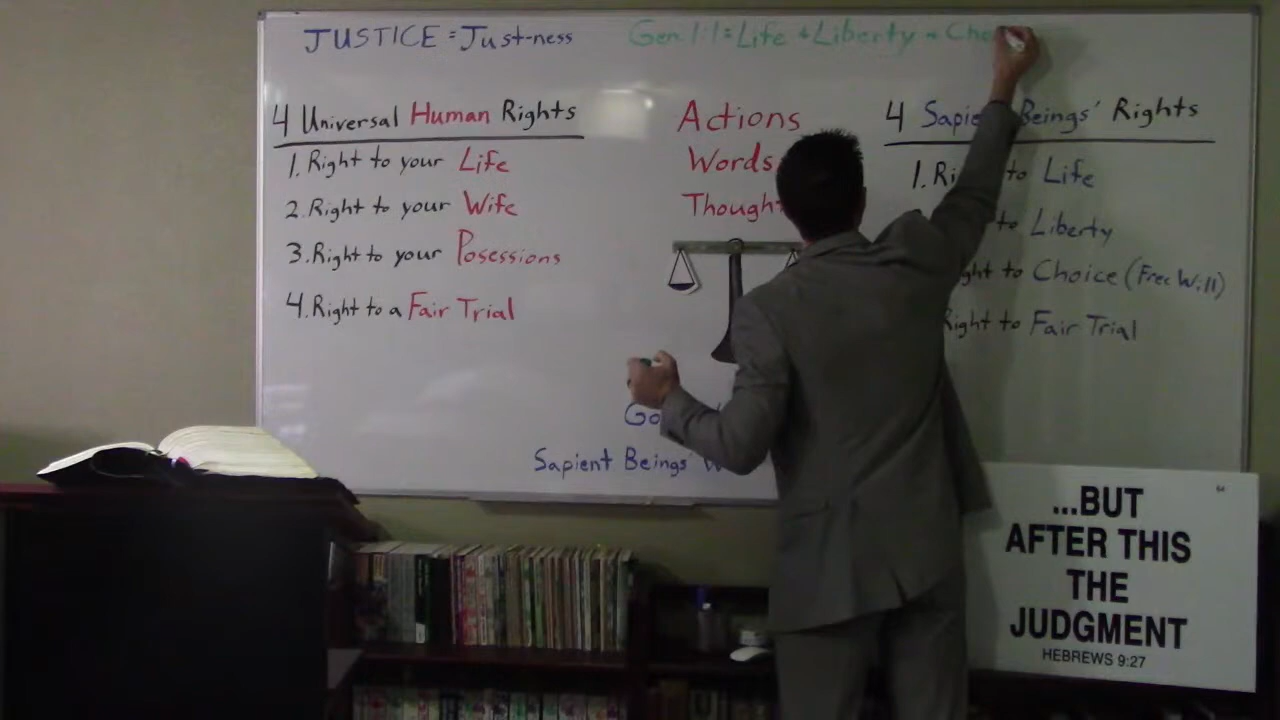 JUSTICE = Just-ness
Gen 1:1 = Life + Liberty + Cho
4 Universal Human Rights
1. Right to your Life
2. Right to your Wife
3. Right to your Posessions
4. Right to a Fair Trial
Actions
Words
Thought
4 Sapie Beings' Rights
1. Ri to Life
to Liberty
ght to Choice (Free Will)
Right to Fair Trial
Go
Sapient Beings' W
...BUT
AFTER THIS
THE
JUDGMENT
HEBREWS 9:27